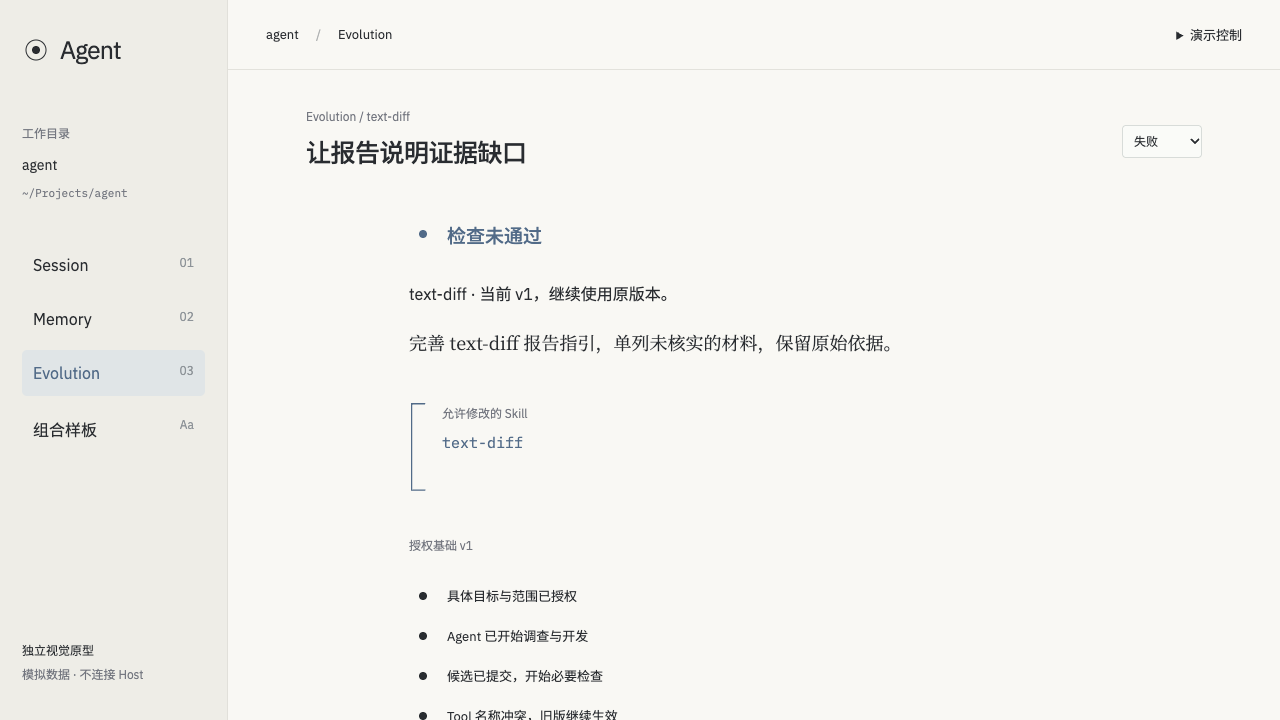 Agent
工作目录
agent
~/Projects/agent
Session 01
Memory 02
Evolution 03
组合样板 Aa
独立视觉原型
模拟数据 · 不连接 Host
agent / Evolution
▶ 演示控制
Evolution / text-diff
让报告说明证据缺口
失败
检查未通过
text-diff · 当前 v1，继续使用原版本。
完善 text-diff 报告指引，单列未核实的材料，保留原始依据。
允许修改的 Skill
text-diff
授权基础 v1
具体目标与范围已授权
Agent 已开始调查与开发
候选已提交，开始必要检查
Tool 名称冲突，旧版继续生效